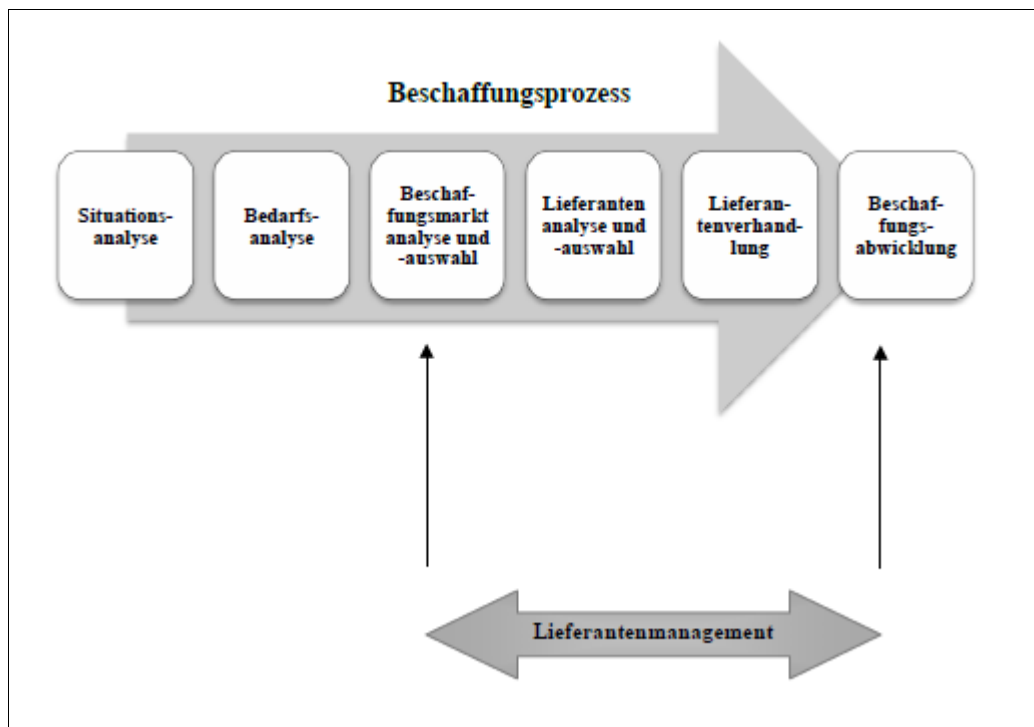 Beschaffungsprozess
Situations-
analyse
Bedarfs-
analyse
Beschaf-
fungsmarkt
analyse und
-auswahl
Lieferanten
analyse und
-auswahl
Lieferan-
tenverhand-
lung
Beschaf-
fungs-
abwicklung
Lieferantenmanagement